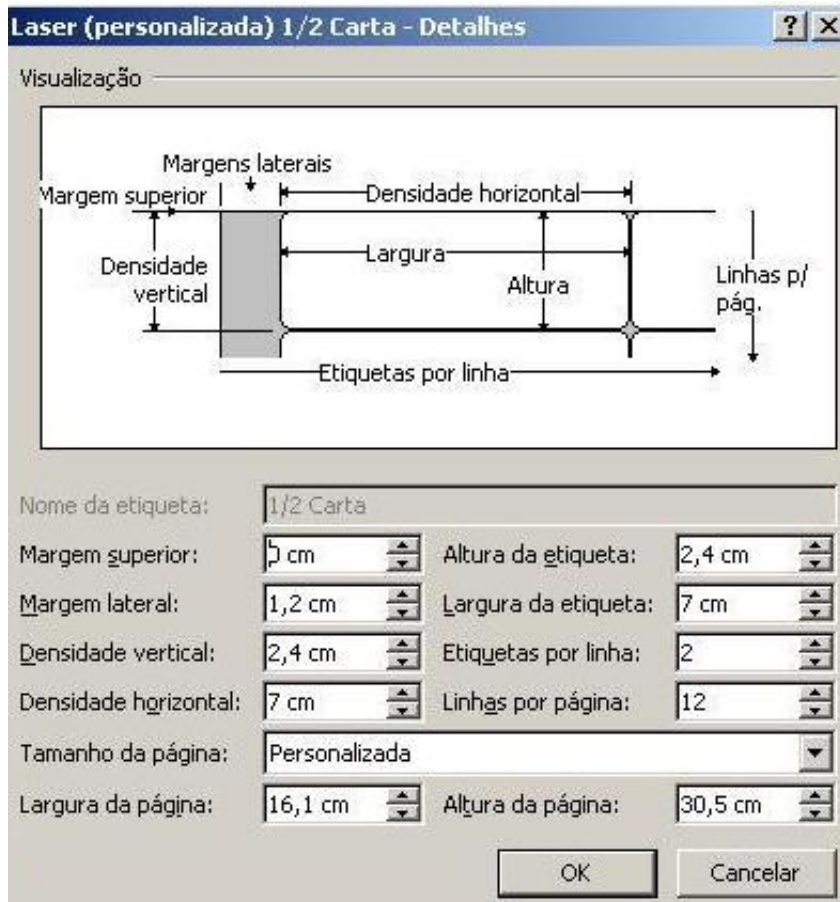 Laser (personalizada) 1/2 Carta - Detalhes
Visualização
Margens laterais
Margem superior
Densidade horizontal
Densidade
vertical
Largura
Altura
Linhas p/
pág.
Etiquetas por linha
Nome da etiqueta: 1/2 Carta
Margem superior: cm Altura da etiqueta: 2,4 cm
Margem lateral: 1,2 cm Largura da etiqueta: 7 cm
Densidade vertical: 2,4 cm Etiquetas por linha: 2
Densidade horizontal: 7 cm Linhas por página: 12
Tamanho da página: Personalizada
Largura da página: 16,1 cm Altura da página: 30,5 cm
OK Cancelar